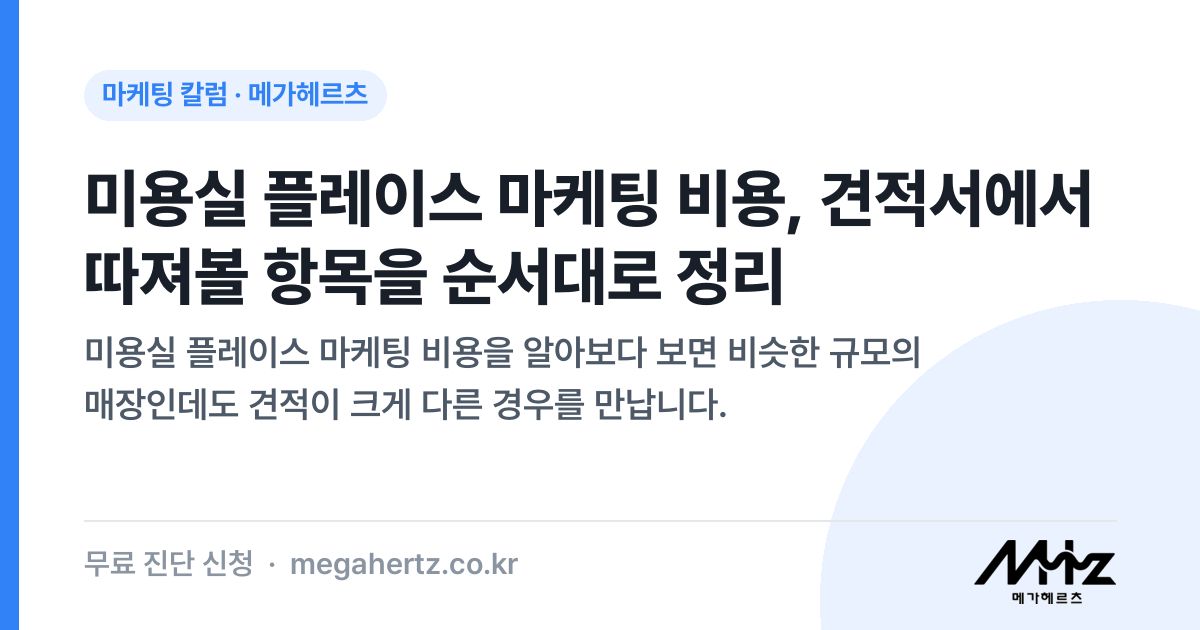 마케팅 칼럼 · 메가헤르츠
미용실 플레이스 마케팅 비용, 견적서에서
따져볼 항목을 순서대로 정리
미용실 플레이스 마케팅 비용을 알아보다 보면 비슷한 규모의
매장인데도 견적이 크게 다른 경우를 만납니다.
무료 진단 신청 · megahertz.co.kr
MHz
메가헤르츠